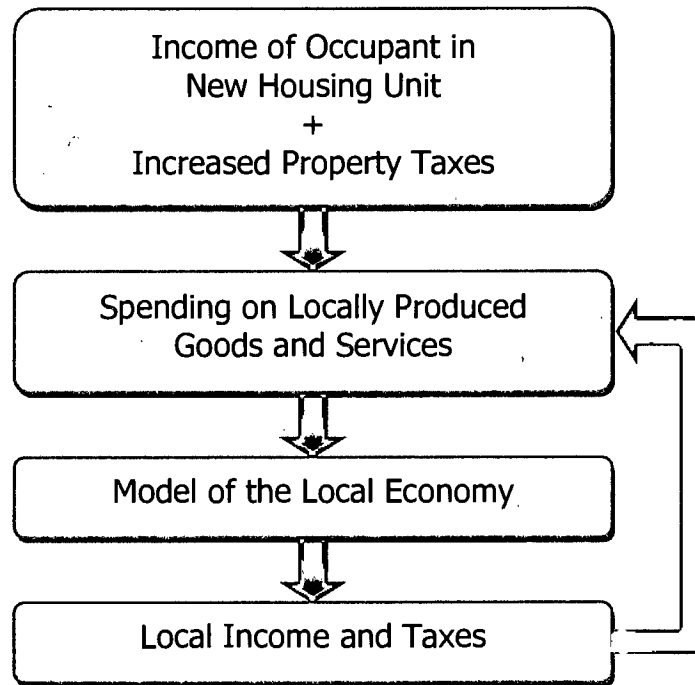 Income of Occupant in
New Housing Unit
+
Increased Property Taxes
Spending on Locally Produced
Goods and Services
Model of the Local Economy
Local Income and Taxes